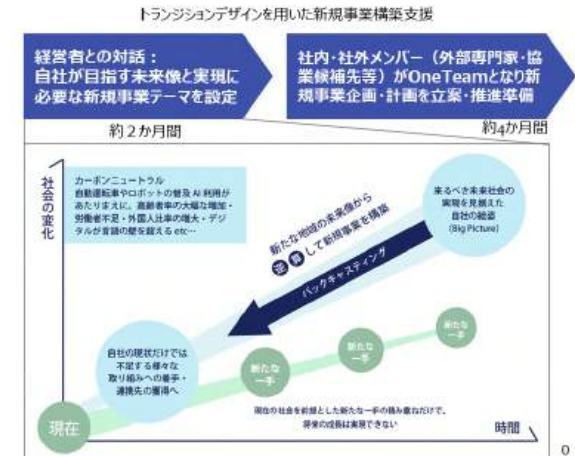 トランジションデザインを用いた新規事業構築支援
経営者との対話：
自社が目指す未来像と実現に
必要な新規事業テーマを設定
社内・社外メンバー（外部専門家・協
業候補先等）がOneTeamとなり新
規事業企画・計画を立案・推進準備
約２か月間
約4か月間
社会の変化
カーボンニュートラル
自動運転車やロボットの普及 AI 利用が
あたりまえに、高齢者率の大幅な増加・
労働者不足・外国人比率の増大・デジ
タルが言語の壁を超える etc…
新たな地域の未来像から
逆算して新規事業を構築
バックキャスティング
来るべき未来社会の
実現を見据えた
自社の絵姿
(Big Picture)
自社の現状だけでは
不足する様々な
取り組みへの着手・
連携先の獲得へ
新たな
一手
新たな
一手
新たな
一手
現在
現在の社会を前提とした新たな一手の積み重ねだけで、
将来の成長は実現できない
時間
0